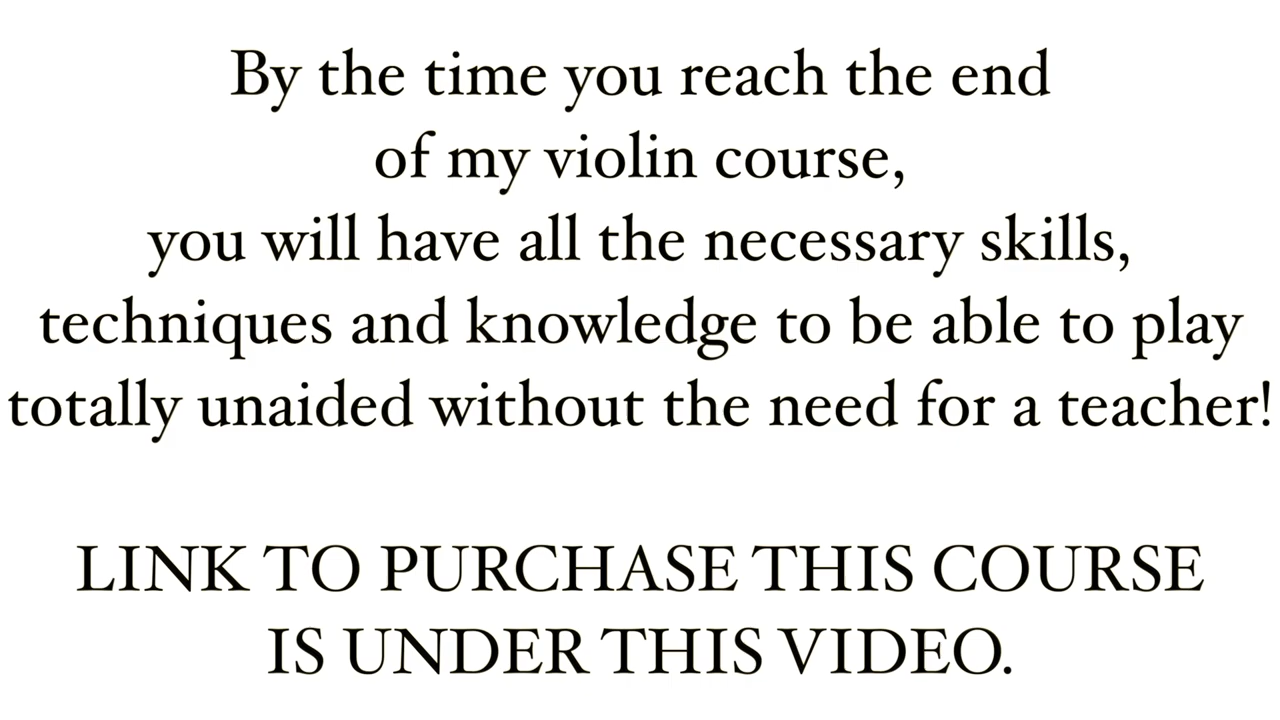 By the time you reach the end
of my violin course,
you will have all the necessary skills,
techniques and knowledge to be able to play
totally unaided without the need for a teacher!
LINK TO PURCHASE THIS COURSE
IS UNDER THIS VIDEO.